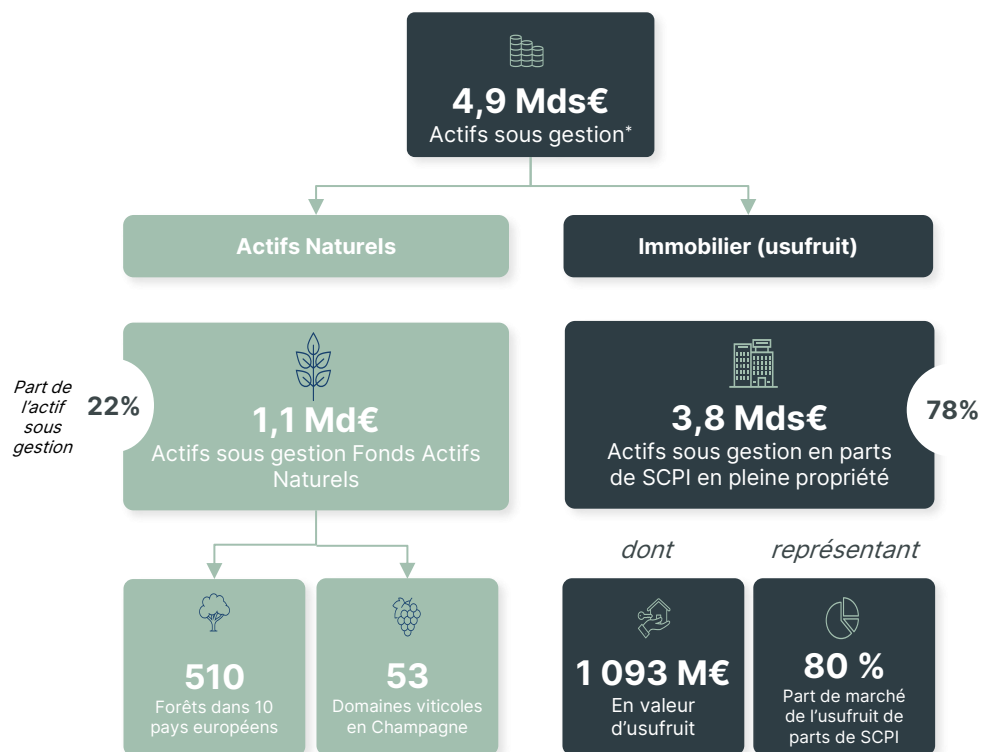 4,9 Mds€
Actifs sous gestion*
Actifs Naturels
Immobilier (usufruit)
Part de
l'actif
sous
gestion
22%
1,1 Md€
Actifs sous gestion Fonds Actifs
Naturels
3,8 Mds€
Actifs sous gestion en parts
de SCPI en pleine propriété
78%
dont
représentant
510
Forêts dans 10
pays européens
53
Domaines viticoles
en Champagne
1 093 M€
En valeur
d'usufruit
80 %
Part de marché
de l'usufruit de
parts de SCPI